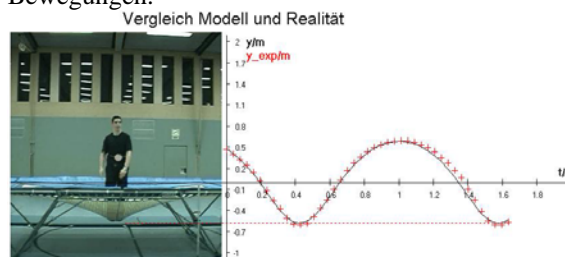 Bewegungen.
Vergleich Modell und Realität
2 y/m
1.7 y_exp/m
1.4
1.1
0.8
0.5
0.2
-0.1
-0.4
-0.7
-1
0 0.2 0.4 0.6 0.8 1 1.2 1.4 1.6 1.8
t/